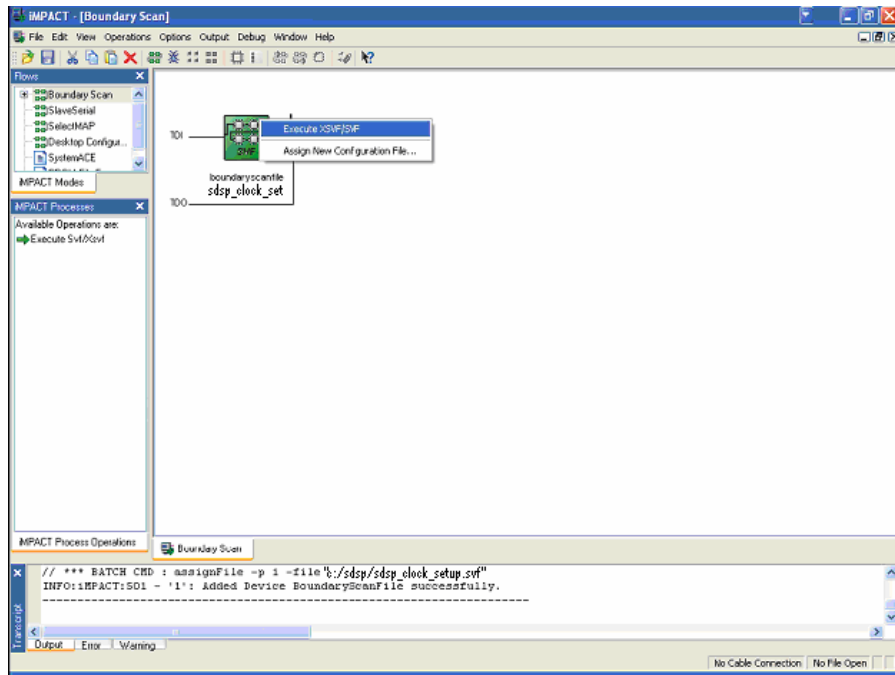 iMPACT - [Boundary Scan]
File Edit View Operations Options Output Debug Window Help
Flows
Boundary Scan
SlaveSerial
SelectMAP
Desktop Configur...
SystemACE
iMPACT Modes
iMPACT Processes
Available Operations are:
Execute Svf/Xsvf
iMPACT Process Operations
TDI
SVF
Execute XSVF/SVF
Assign New Configuration File...
boundaryscanfile
sdsp_clock_set
TDO
Boundary Scan
// *** BATCH CMD : assignFile -p 1 -file "c:/sdsp/sdsp_clock_setup.svf"
INFO:iMPACT:501 - '1': Added Device BoundaryScanFile successfully.
----------------------------------------------------------------------
Transcript
Output Error Warning
No Cable Connection No File Open